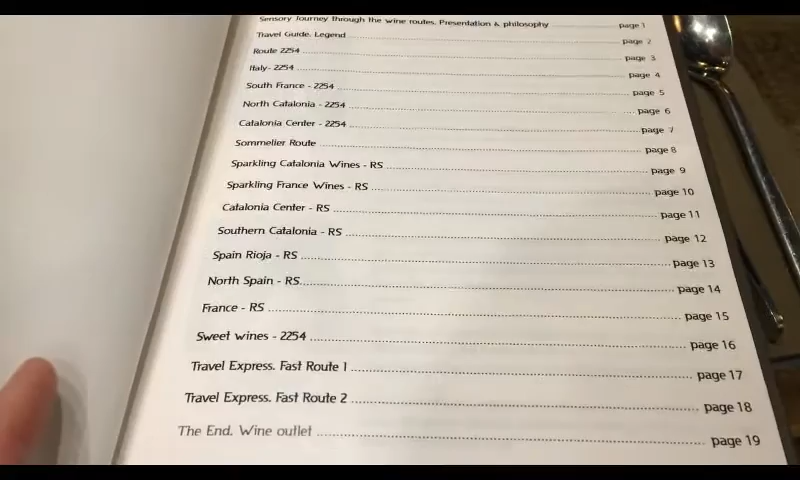 Sensory Journey through the wine routes. Presentation & philosophy ........ page 1
Travel Guide. Legend ........ page 2
Route 2254 ........ page 3
Italy- 2254 ........ page 4
South France - 2254 ........ page 5
North Catalonia - 2254 ........ page 6
Catalonia Center - 2254 ........ page 7
Sommelier Route ........ page 8
Sparkling Catalonia Wines - RS ........ page 9
Sparkling France Wines - RS ........ page 10
Catalonia Center - RS ........ page 11
Southern Catalonia - RS ........ page 12
Spain Rioja - RS ........ page 13
North Spain - RS ........ page 14
France - RS ........ page 15
Sweet wines - 2254 ........ page 16
Travel Express. Fast Route 1 ........ page 17
Travel Express. Fast Route 2 ........ page 18
The End. Wine outlet ........ page 19